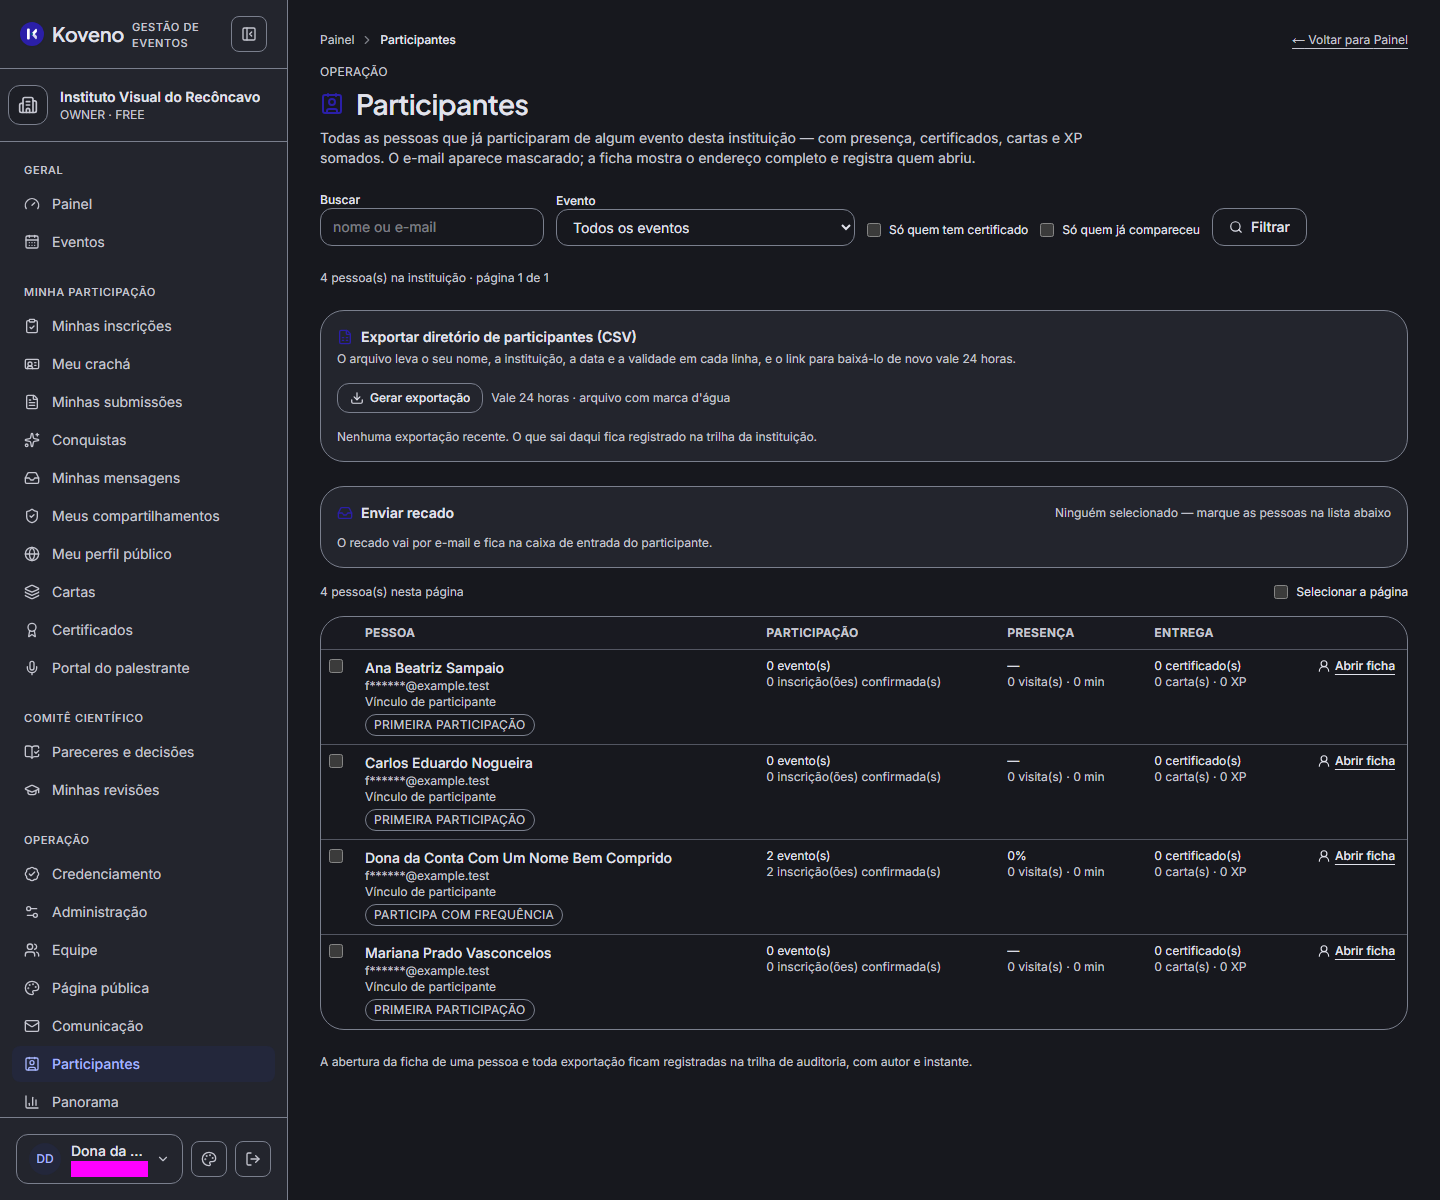 Koveno
GESTÃO DE
EVENTOS
Instituto Visual do Recôncavo
OWNER · FREE
GERAL
Painel
Eventos
MINHA PARTICIPAÇÃO
Minhas inscrições
Meu crachá
Minhas submissões
Conquistas
Minhas mensagens
Meus compartilhamentos
Meu perfil público
Cartas
Certificados
Portal do palestrante
COMITÊ CIENTÍFICO
Pareceres e decisões
Minhas revisões
OPERAÇÃO
Credenciamento
Administração
Equipe
Página pública
Comunicação
Participantes
Panorama
DD
Dona da ...
Painel
Participantes
← Voltar para Painel
OPERAÇÃO
Participantes
Todas as pessoas que já participaram de algum evento desta instituição — com presença, certificados, cartas e XP
somados. O e-mail aparece mascarado; a ficha mostra o endereço completo e registra quem abriu.
Buscar
nome ou e-mail
Evento
Todos os eventos
Só quem tem certificado
Só quem já compareceu
Filtrar
4 pessoa(s) na instituição · página 1 de 1
Exportar diretório de participantes (CSV)
O arquivo leva o seu nome, a instituição, a data e a validade em cada linha, e o link para baixá-lo de novo vale 24 horas.
Gerar exportação
Vale 24 horas · arquivo com marca d'água
Nenhuma exportação recente. O que sai daqui fica registrado na trilha da instituição.
Enviar recado
Ninguém selecionado — marque as pessoas na lista abaixo
O recado vai por e-mail e fica na caixa de entrada do participante.
4 pessoa(s) nesta página
Selecionar a página
PESSOA PARTICIPAÇÃO PRESENÇA ENTREGA
Ana Beatriz Sampaio
f******@example.test
Vínculo de participante
PRIMEIRA PARTICIPAÇÃO
0 evento(s)
0 inscrição(ões) confirmada(s)
—
0 visita(s) · 0 min
0 certificado(s)
0 carta(s) · 0 XP
Abrir ficha
Carlos Eduardo Nogueira
f******@example.test
Vínculo de participante
PRIMEIRA PARTICIPAÇÃO
0 evento(s)
0 inscrição(ões) confirmada(s)
—
0 visita(s) · 0 min
0 certificado(s)
0 carta(s) · 0 XP
Abrir ficha
Dona da Conta Com Um Nome Bem Comprido
f******@example.test
Vínculo de participante
PARTICIPA COM FREQUÊNCIA
2 evento(s)
2 inscrição(ões) confirmada(s)
0%
0 visita(s) · 0 min
0 certificado(s)
0 carta(s) · 0 XP
Abrir ficha
Mariana Prado Vasconcelos
f******@example.test
Vínculo de participante
PRIMEIRA PARTICIPAÇÃO
0 evento(s)
0 inscrição(ões) confirmada(s)
—
0 visita(s) · 0 min
0 certificado(s)
0 carta(s) · 0 XP
Abrir ficha
A abertura da ficha de uma pessoa e toda exportação ficam registradas na trilha de auditoria, com autor e instante.